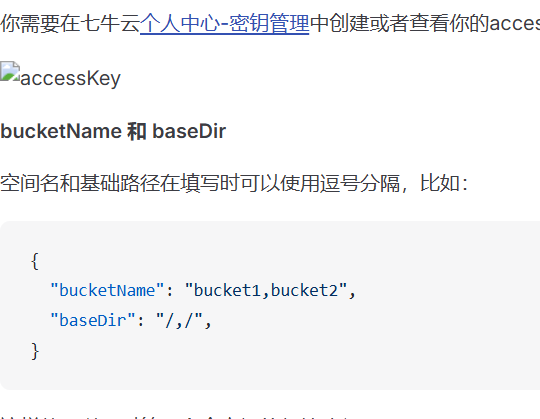 你需要在七牛云个人中心-密钥管理中创建或者查看你的acces
accessKey
bucketName 和 baseDir
空间名和基础路径在填写时可以使用逗号分隔，比如：
{
"bucketName": "bucket1,bucket2",
"baseDir": "/,/",
}